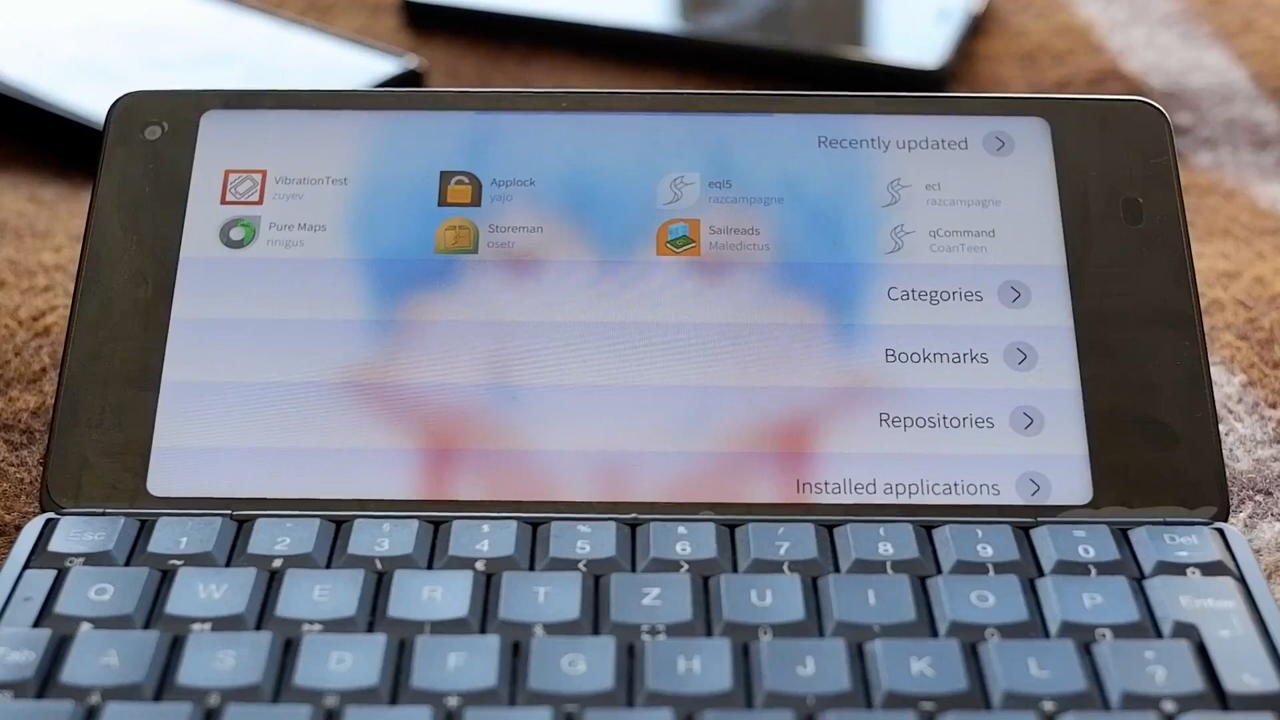 Recently updated
VibrationTest
zuyev
Applock
yajo
eql5
razcampagne
ecl
razcampagne
Pure Maps
rinigus
Storeman
osetr
Sailreads
Maledictus
qCommand
CoanTeen
Categories
Bookmarks
Repositories
Installed applications
Esc 1 2 3 4 5 6 7 8 9 0 Del
Q W E R T Z U I O P Enter
Tab A S D F G H J K L ?